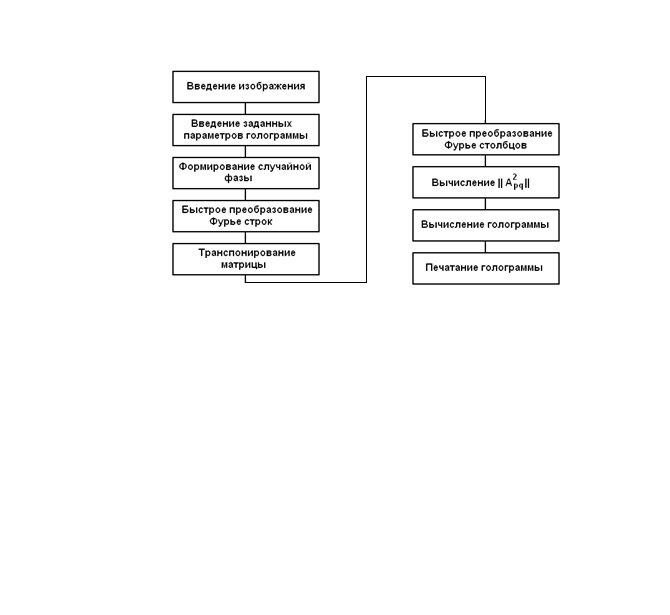 Введение изображения
Введение заданных
параметров голограммы
Формирование случайной
фазы
Быстрое преобразование
Фурье строк
Транспонирование
матрицы
Быстрое преобразование
Фурье столбцов
Вычисление || A²pq ||
Вычисление голограммы
Печатание голограммы